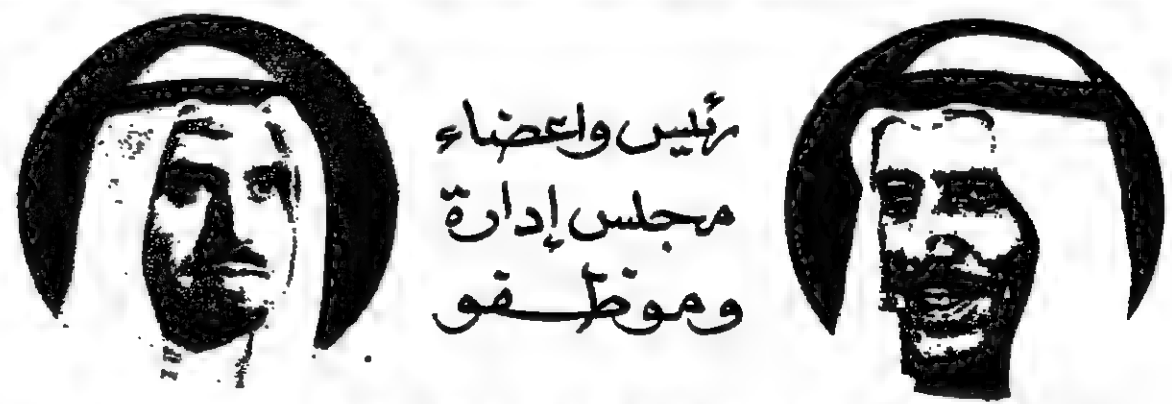 رئيس واعضاء
مجلس إدارة
وموظفو